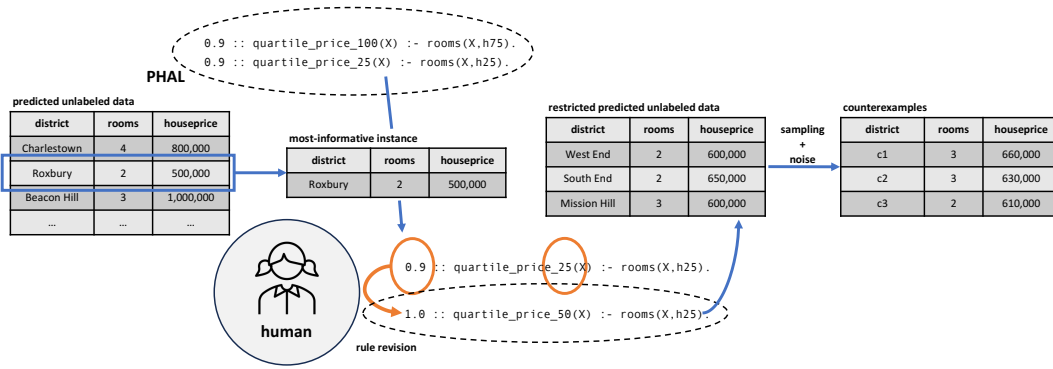 0.9 :: quartile_price_100(X) :- rooms(X,h75).
0.9 :: quartile_price_25(X) :- rooms(X,h25).
PHAL
predicted unlabeled data
district rooms houseprice
Charlestown 4 800,000
Roxbury 2 500,000
Beacon Hill 3 1,000,000
... ... ...
most-informative instance
district rooms houseprice
Roxbury 2 500,000
restricted predicted unlabeled data
district rooms houseprice
West End 2 600,000
South End 2 650,000
Mission Hill 3 600,000
sampling
+
noise
counterexamples
district rooms houseprice
c1 3 660,000
c2 3 630,000
c3 2 610,000
human
0.9 :: quartile_price_25(X) :- rooms(X,h25).
1.0 :: quartile_price_50(X) :- rooms(X,h25).
rule revision